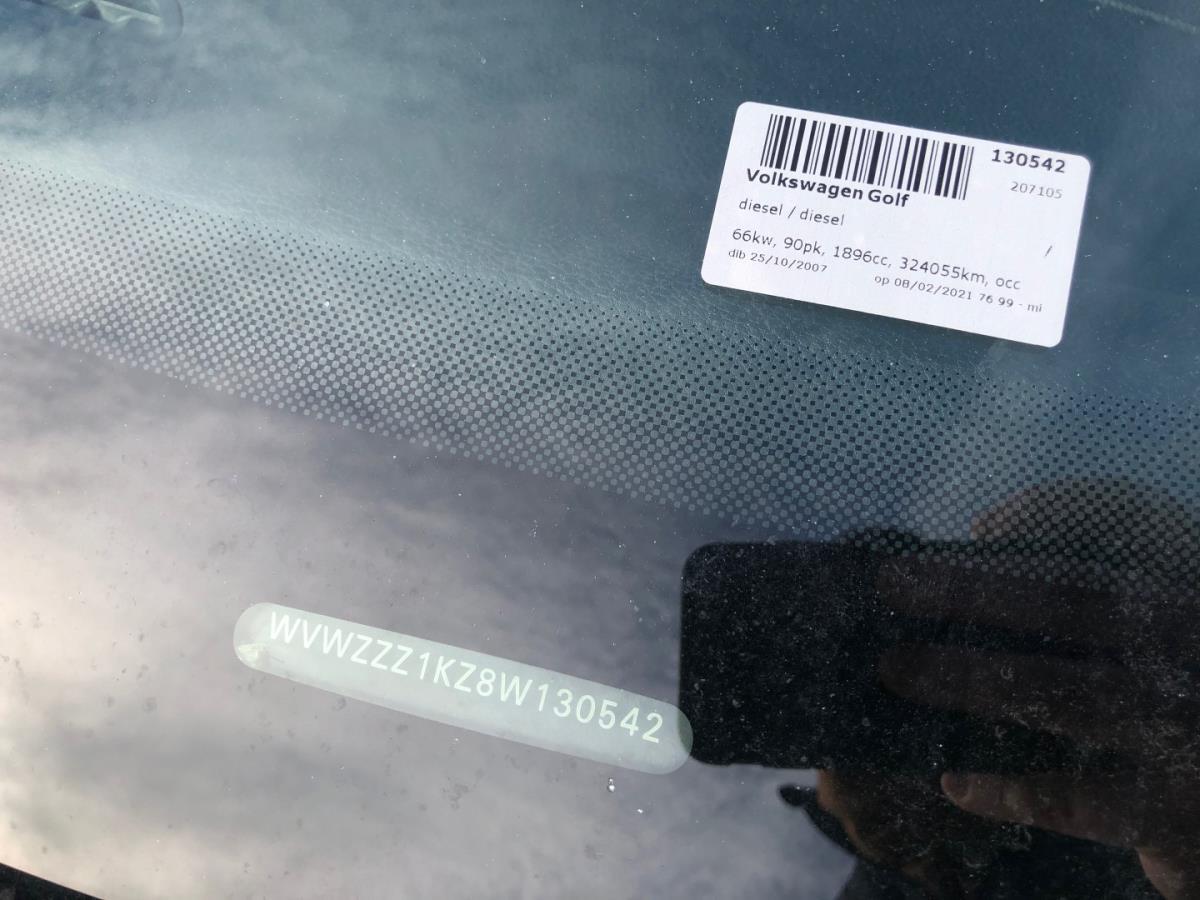 130542
207105
Volkswagen Golf
diesel / diesel
66kw, 90pk, 1896cc, 324055km, occ
/
dib 25/10/2007
op 08/02/2021 76 99 - mi
WVWZZZ1KZ8W130542